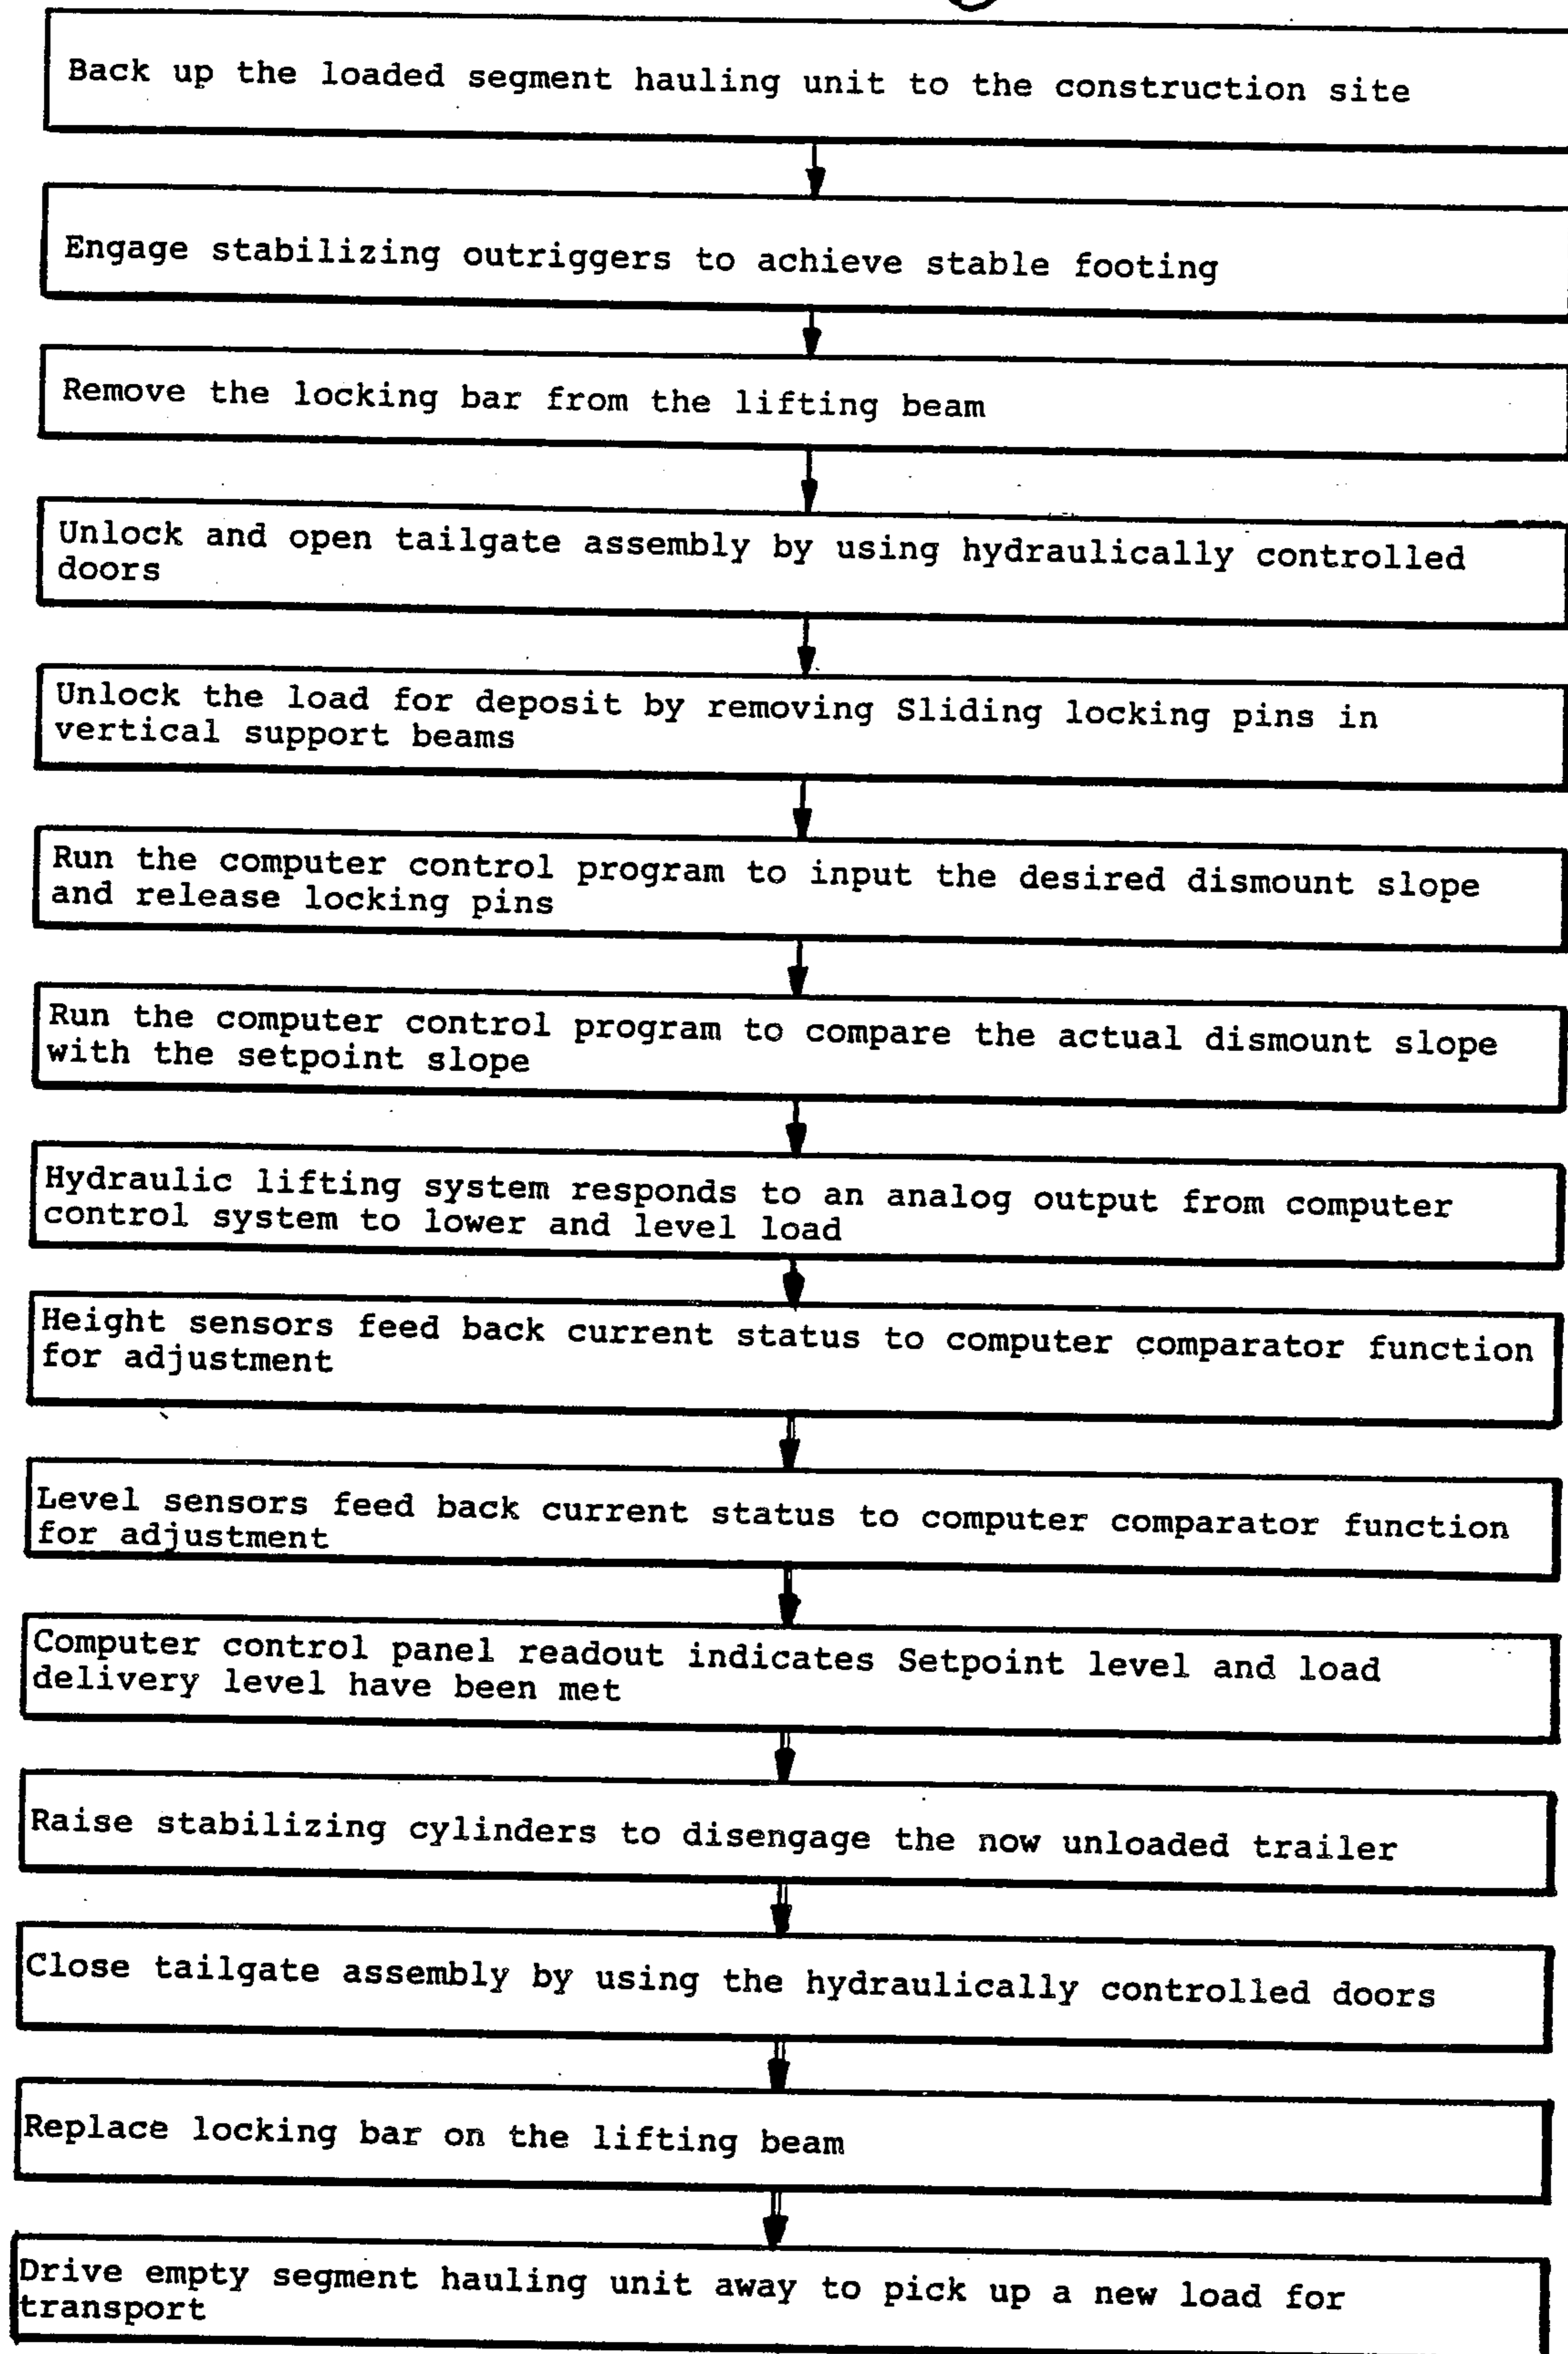 Back up the loaded segment hauling unit to the construction site
Engage stabilizing outriggers to achieve stable footing
Remove the locking bar from the lifting beam
Unlock and open tailgate assembly by using hydraulically controlled
doors
Unlock the load for deposit by removing Sliding locking pins in
vertical support beams
Run the computer control program to input the desired dismount slope
and release locking pins
Run the computer control program to compare the actual dismount slope
with the setpoint slope
Hydraulic lifting system responds to an analog output from computer
control system to lower and level load
Height sensors feed back current status to computer comparator function
for adjustment
Level sensors feed back current status to computer comparator function
for adjustment
Computer control panel readout indicates Setpoint level and load
delivery level have been met
Raise stabilizing cylinders to disengage the now unloaded trailer
Close tailgate assembly by using the hydraulically controlled doors
Replace locking bar on the lifting beam
Drive empty segment hauling unit away to pick up a new load for
transport